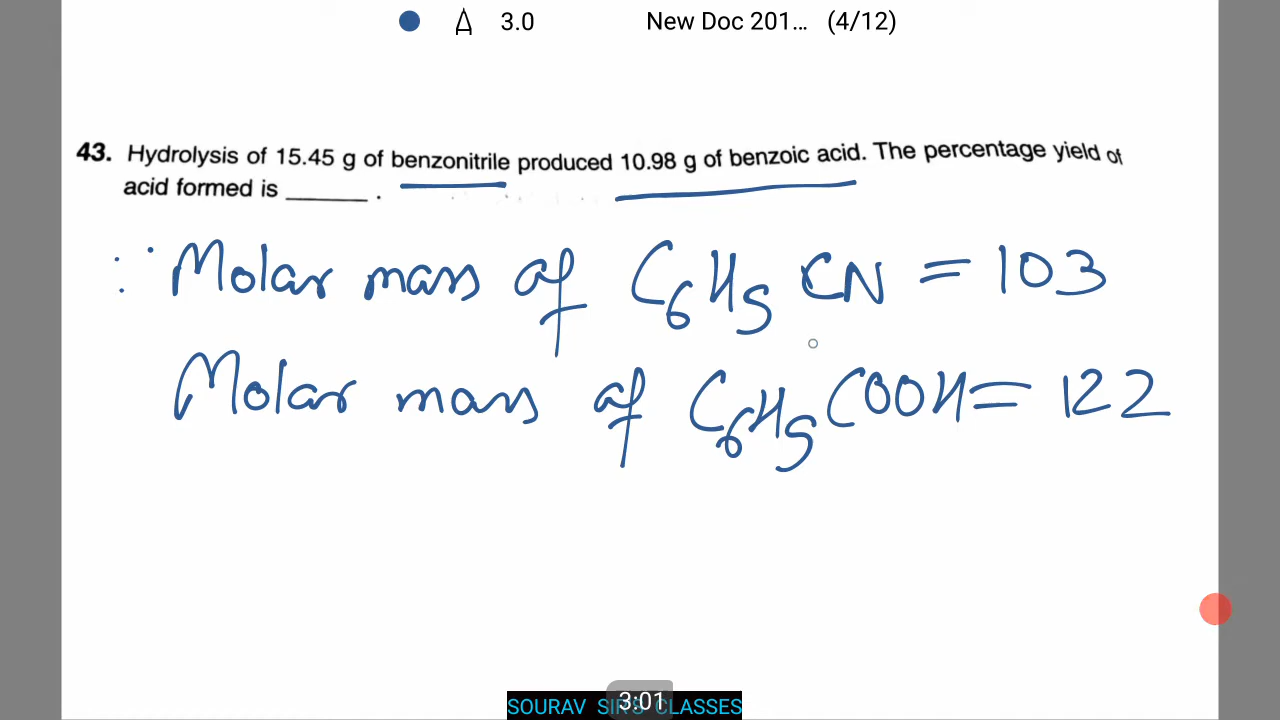 3.0 New Doc 201... (4/12)
43. Hydrolysis of 15.45 g of benzonitrile produced 10.98 g of benzoic acid. The percentage yield of
acid formed is ______ .
∵ Molar mass of C6H5CN = 103
Molar mass of C6H5COOH = 122
3:01
SOURAV SIR'S CLASSES